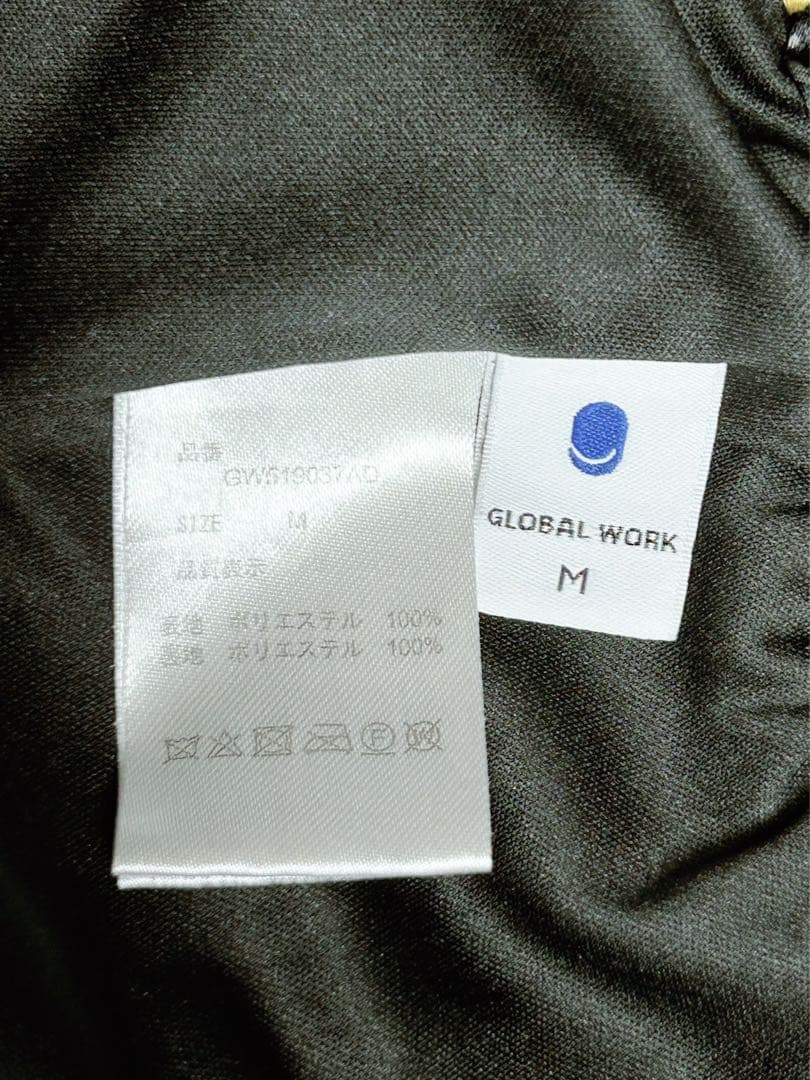 品番
GW519037AD
SIZE M
品質表示
表地 ポリエステル 100%
裏地 ポリエステル 100%
F W
GLOBAL WORK
M